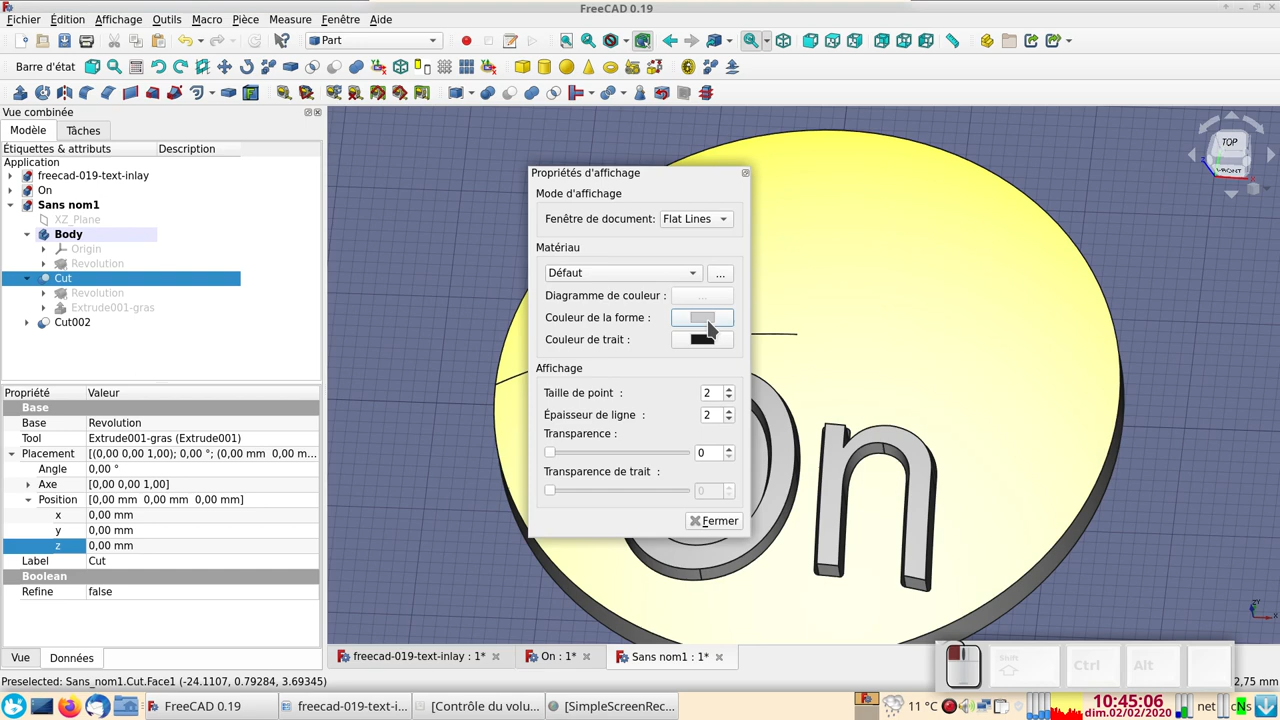 FreeCAD 0.19
Fichier Édition Affichage Outils Macro Pièce Measure Fenêtre Aide
Part
Barre d'état
Vue combinée
Modèle Tâches
Étiquettes & attributs Description
Application
freecad-019-text-inlay
On
Sans nom1
XZ_Plane
Body
Origin
Revolution
Cut
Revolution
Extrude001-gras
Cut002
Propriété Valeur
Base
Base Revolution
Tool Extrude001-gras (Extrude001)
Placement [(0,00 0,00 1,00); 0,00 °; (0,00 mm 0,00 m...
Angle 0,00 °
Axe [0,00 0,00 1,00]
Position [0,00 mm 0,00 mm 0,00 mm]
x 0,00 mm
y 0,00 mm
z 0,00 mm
Label Cut
Boolean
Refine false
Vue Données
Propriétés d'affichage
Mode d'affichage
Fenêtre de document: Flat Lines
Matériau
Défaut ...
Diagramme de couleur : ...
Couleur de la forme :
Couleur de trait :
Affichage
Taille de point : 2
Épaisseur de ligne : 2
Transparence :
0
Transparence de trait :
0
Fermer
On
TOP
FRONT
freecad-019-text-inlay : 1* On : 1* Sans nom1 : 1*
Shift Ctrl Alt
Preselected: Sans_nom1.Cut.Face1 (-24.1107, 0.79284, 3.69345) 2,75 mm
FreeCAD 0.19 freecad-019-text-i... [Contrôle du volu... [SimpleScreenRec... 11 °C 10:45:06
dim.02/02/2020 net cNs